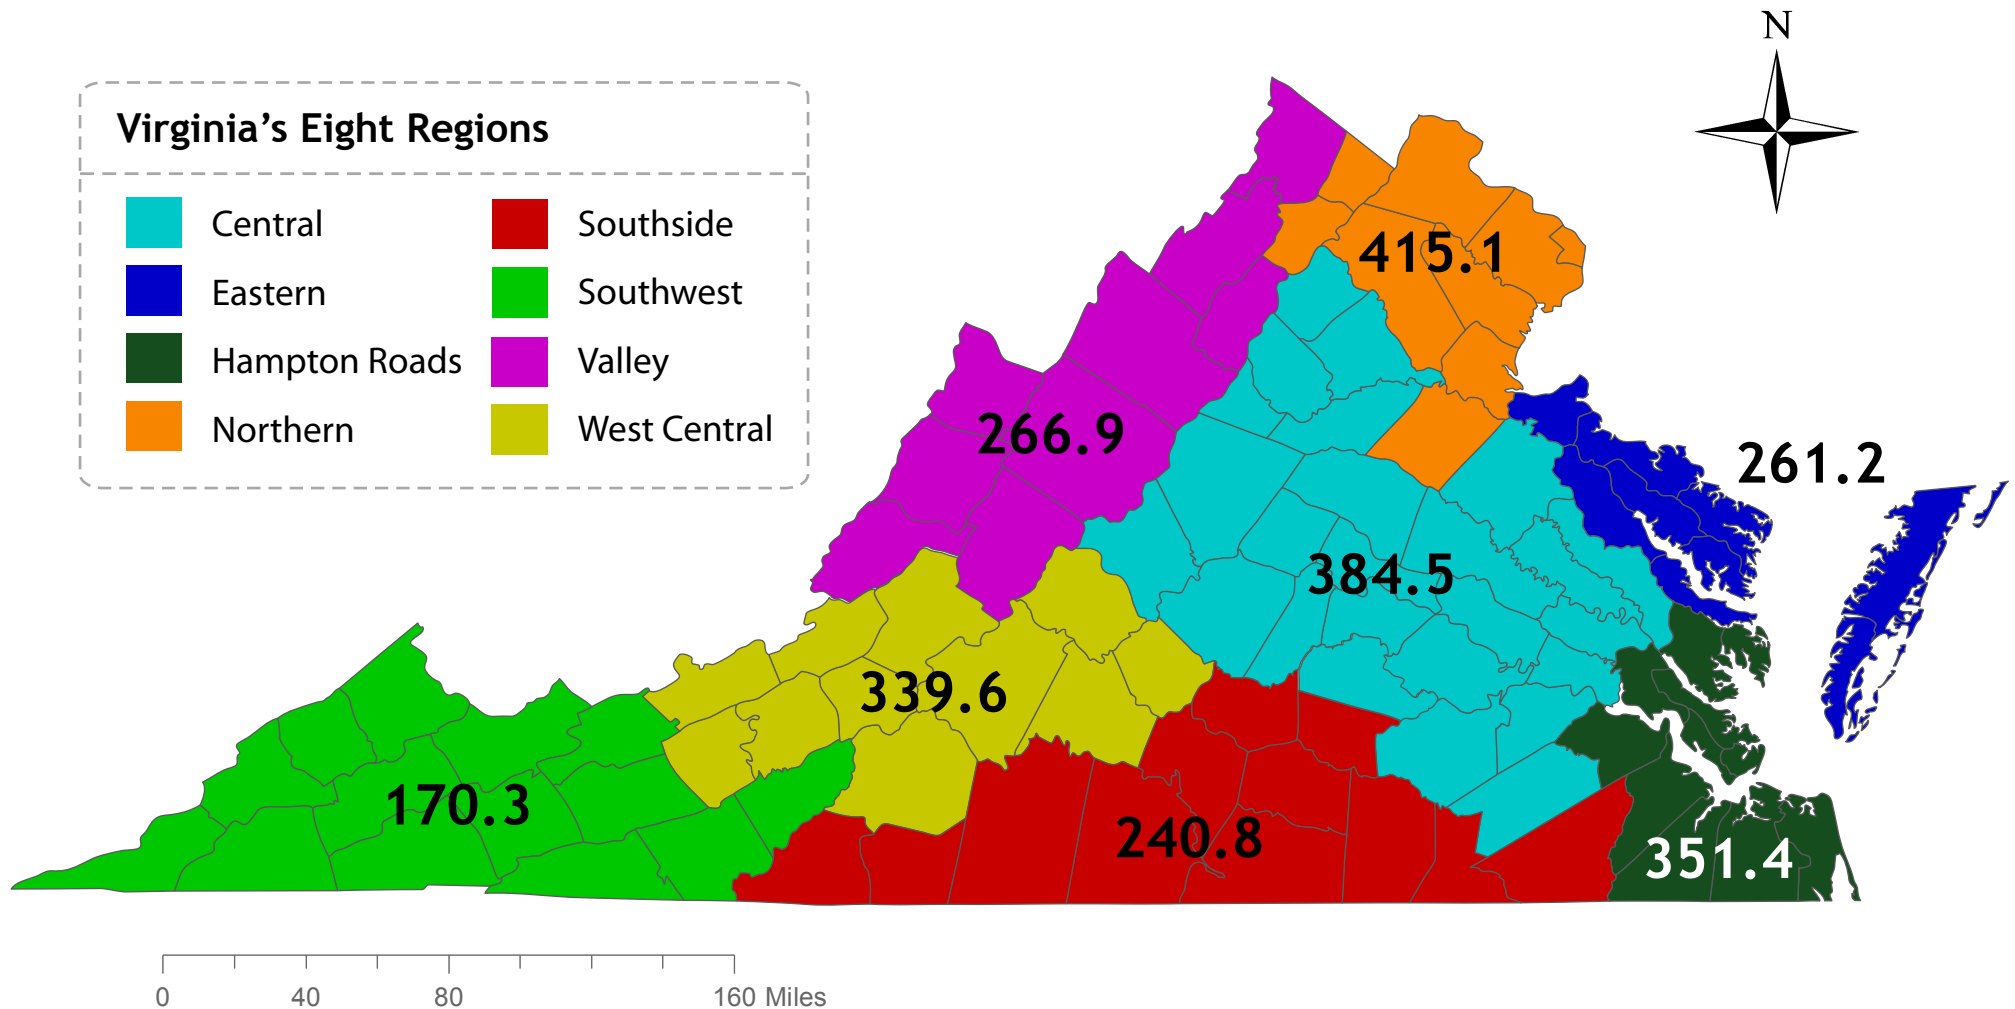 N
Virginia’s Eight Regions
Central
Southside
Eastern
Southwest
Hampton Roads
Valley
Northern
West Central
415.1
266.9
261.2
384.5
339.6
170.3
240.8
351.4
0 40 80 160 Miles